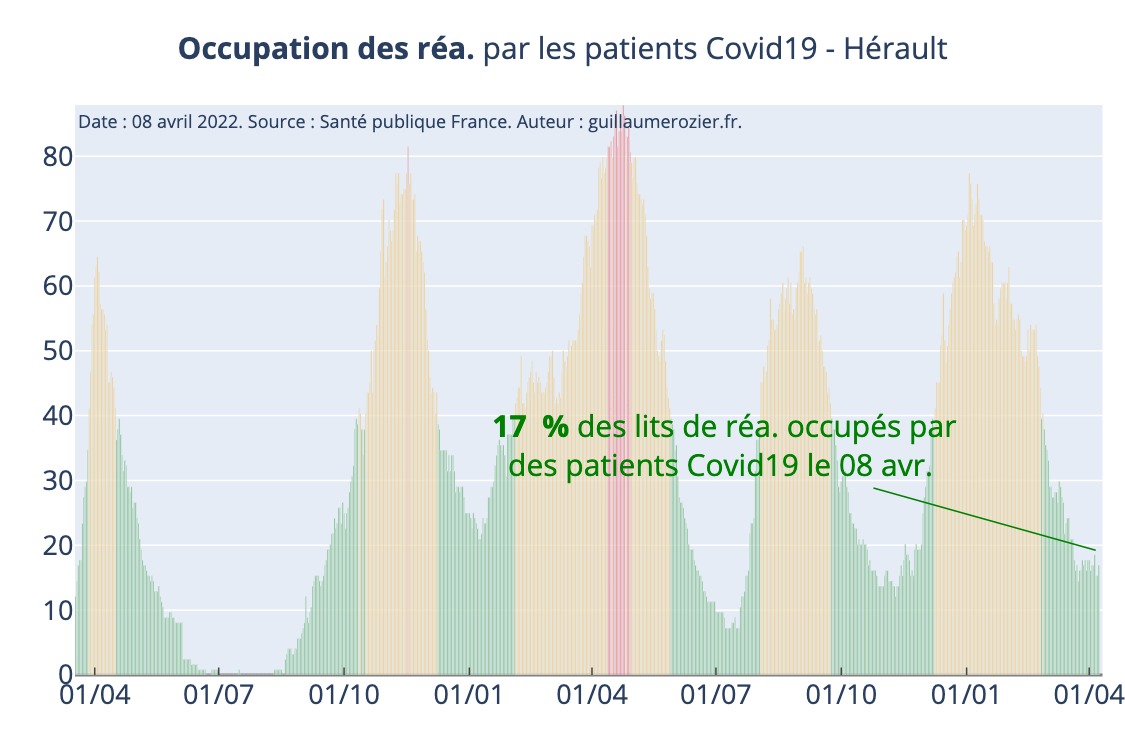 Occupation des réa. par les patients Covid19 - Hérault
Date : 08 avril 2022. Source : Santé publique France. Auteur : guillaumerozier.fr.
80
70
60
50
40
30
20
10
0
17 % des lits de réa. occupés par
des patients Covid19 le 08 avr.
01/04 01/07 01/10 01/01 01/04 01/07 01/10 01/01 01/04